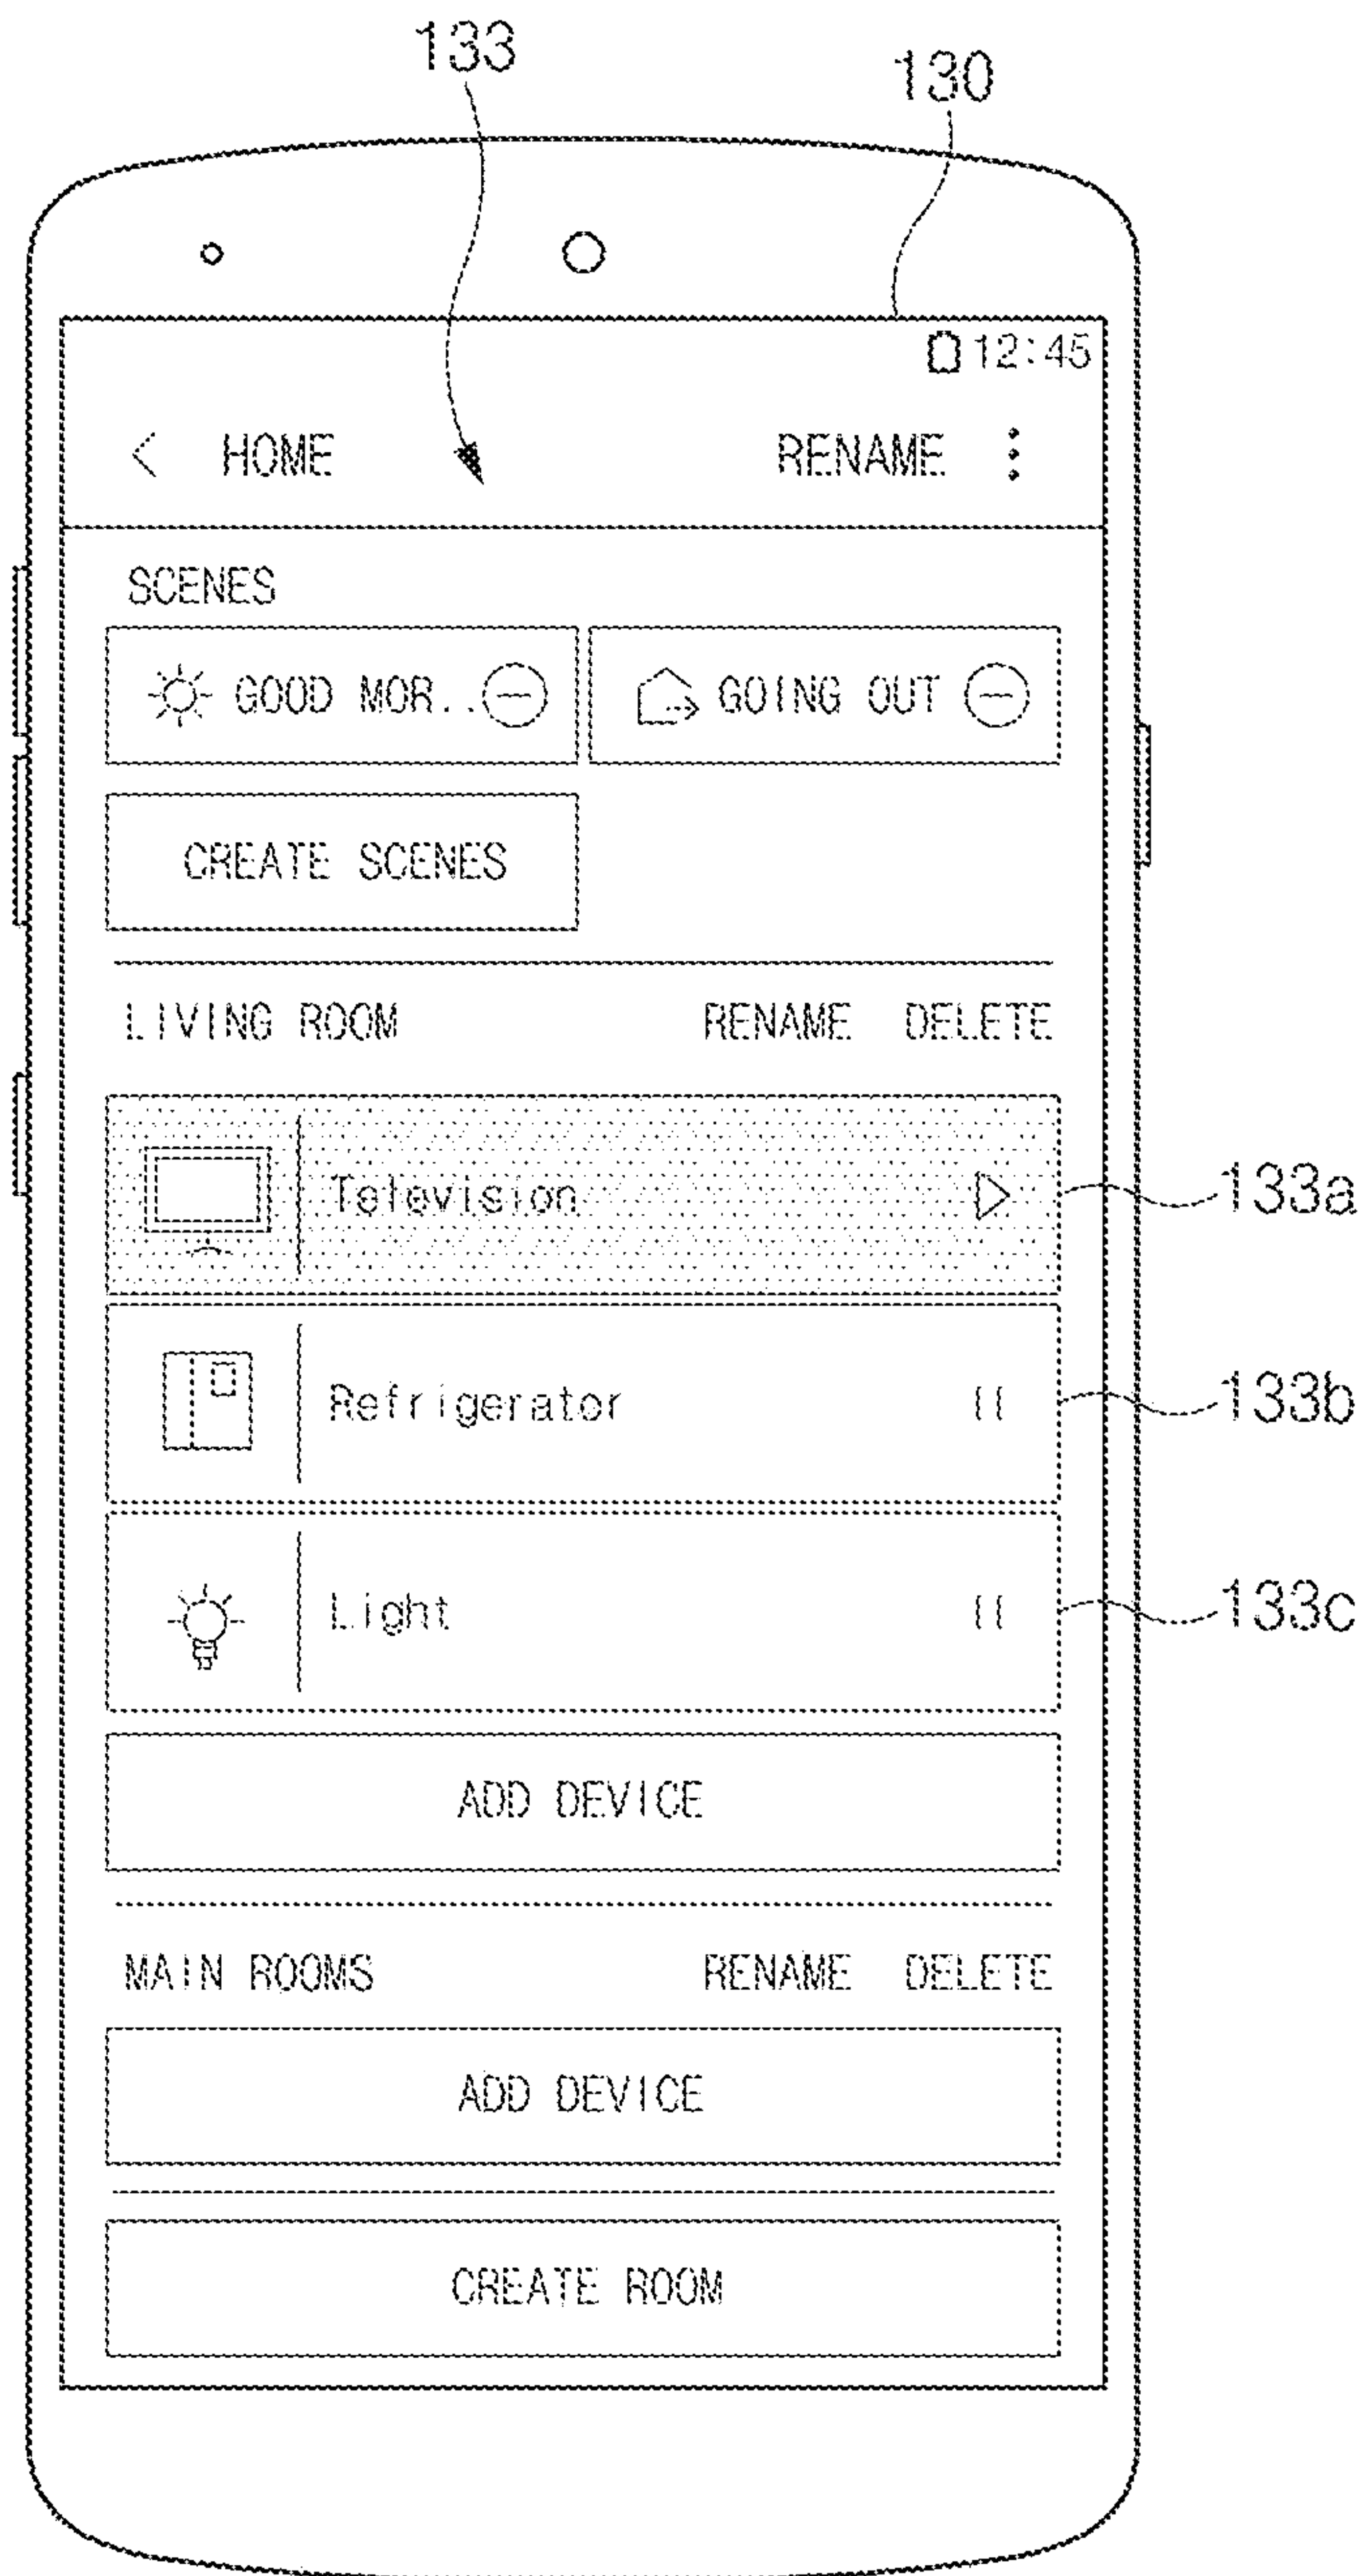 133
130
12:45
< HOME RENAME
SCENES
GOOD MOR.. GOING OUT
CREATE SCENES
LIVING ROOM RENAME DELETE
Television 133a
Refrigerator 133b
Light 133c
ADD DEVICE
MAIN ROOMS RENAME DELETE
ADD DEVICE
CREATE ROOM